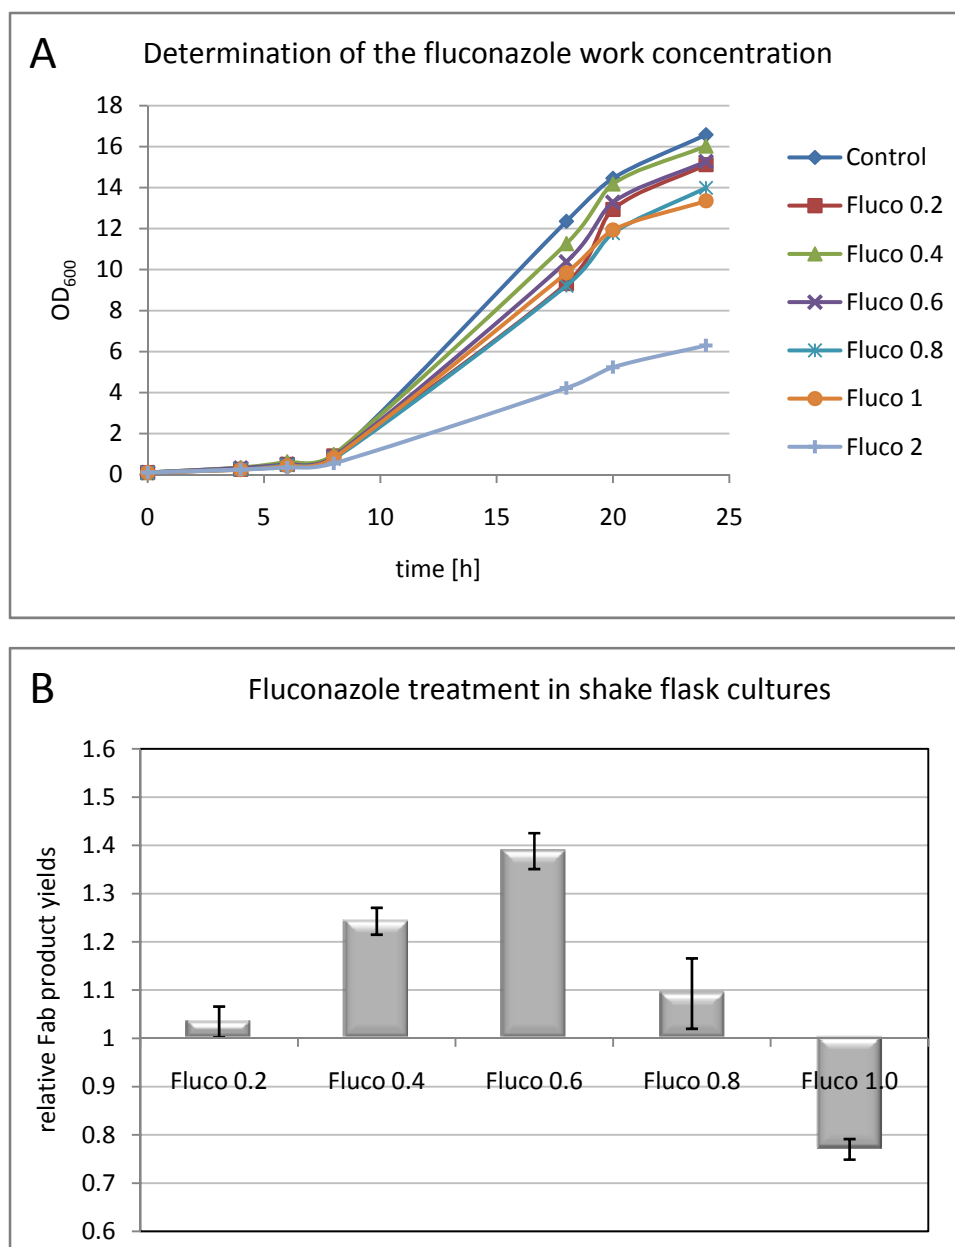 A
Determination of the fluconazole work concentration
18
16
14
12
10
8
6
4
2
0
OD600
0 5 10 15 20 25
time [h]
Control
Fluco 0.2
Fluco 0.4
Fluco 0.6
Fluco 0.8
Fluco 1
Fluco 2
B
Fluconazole treatment in shake flask cultures
1.6
1.5
1.4
1.3
1.2
1.1
1
0.9
0.8
0.7
0.6
relative Fab product yields
Fluco 0.2 Fluco 0.4 Fluco 0.6 Fluco 0.8 Fluco 1.0